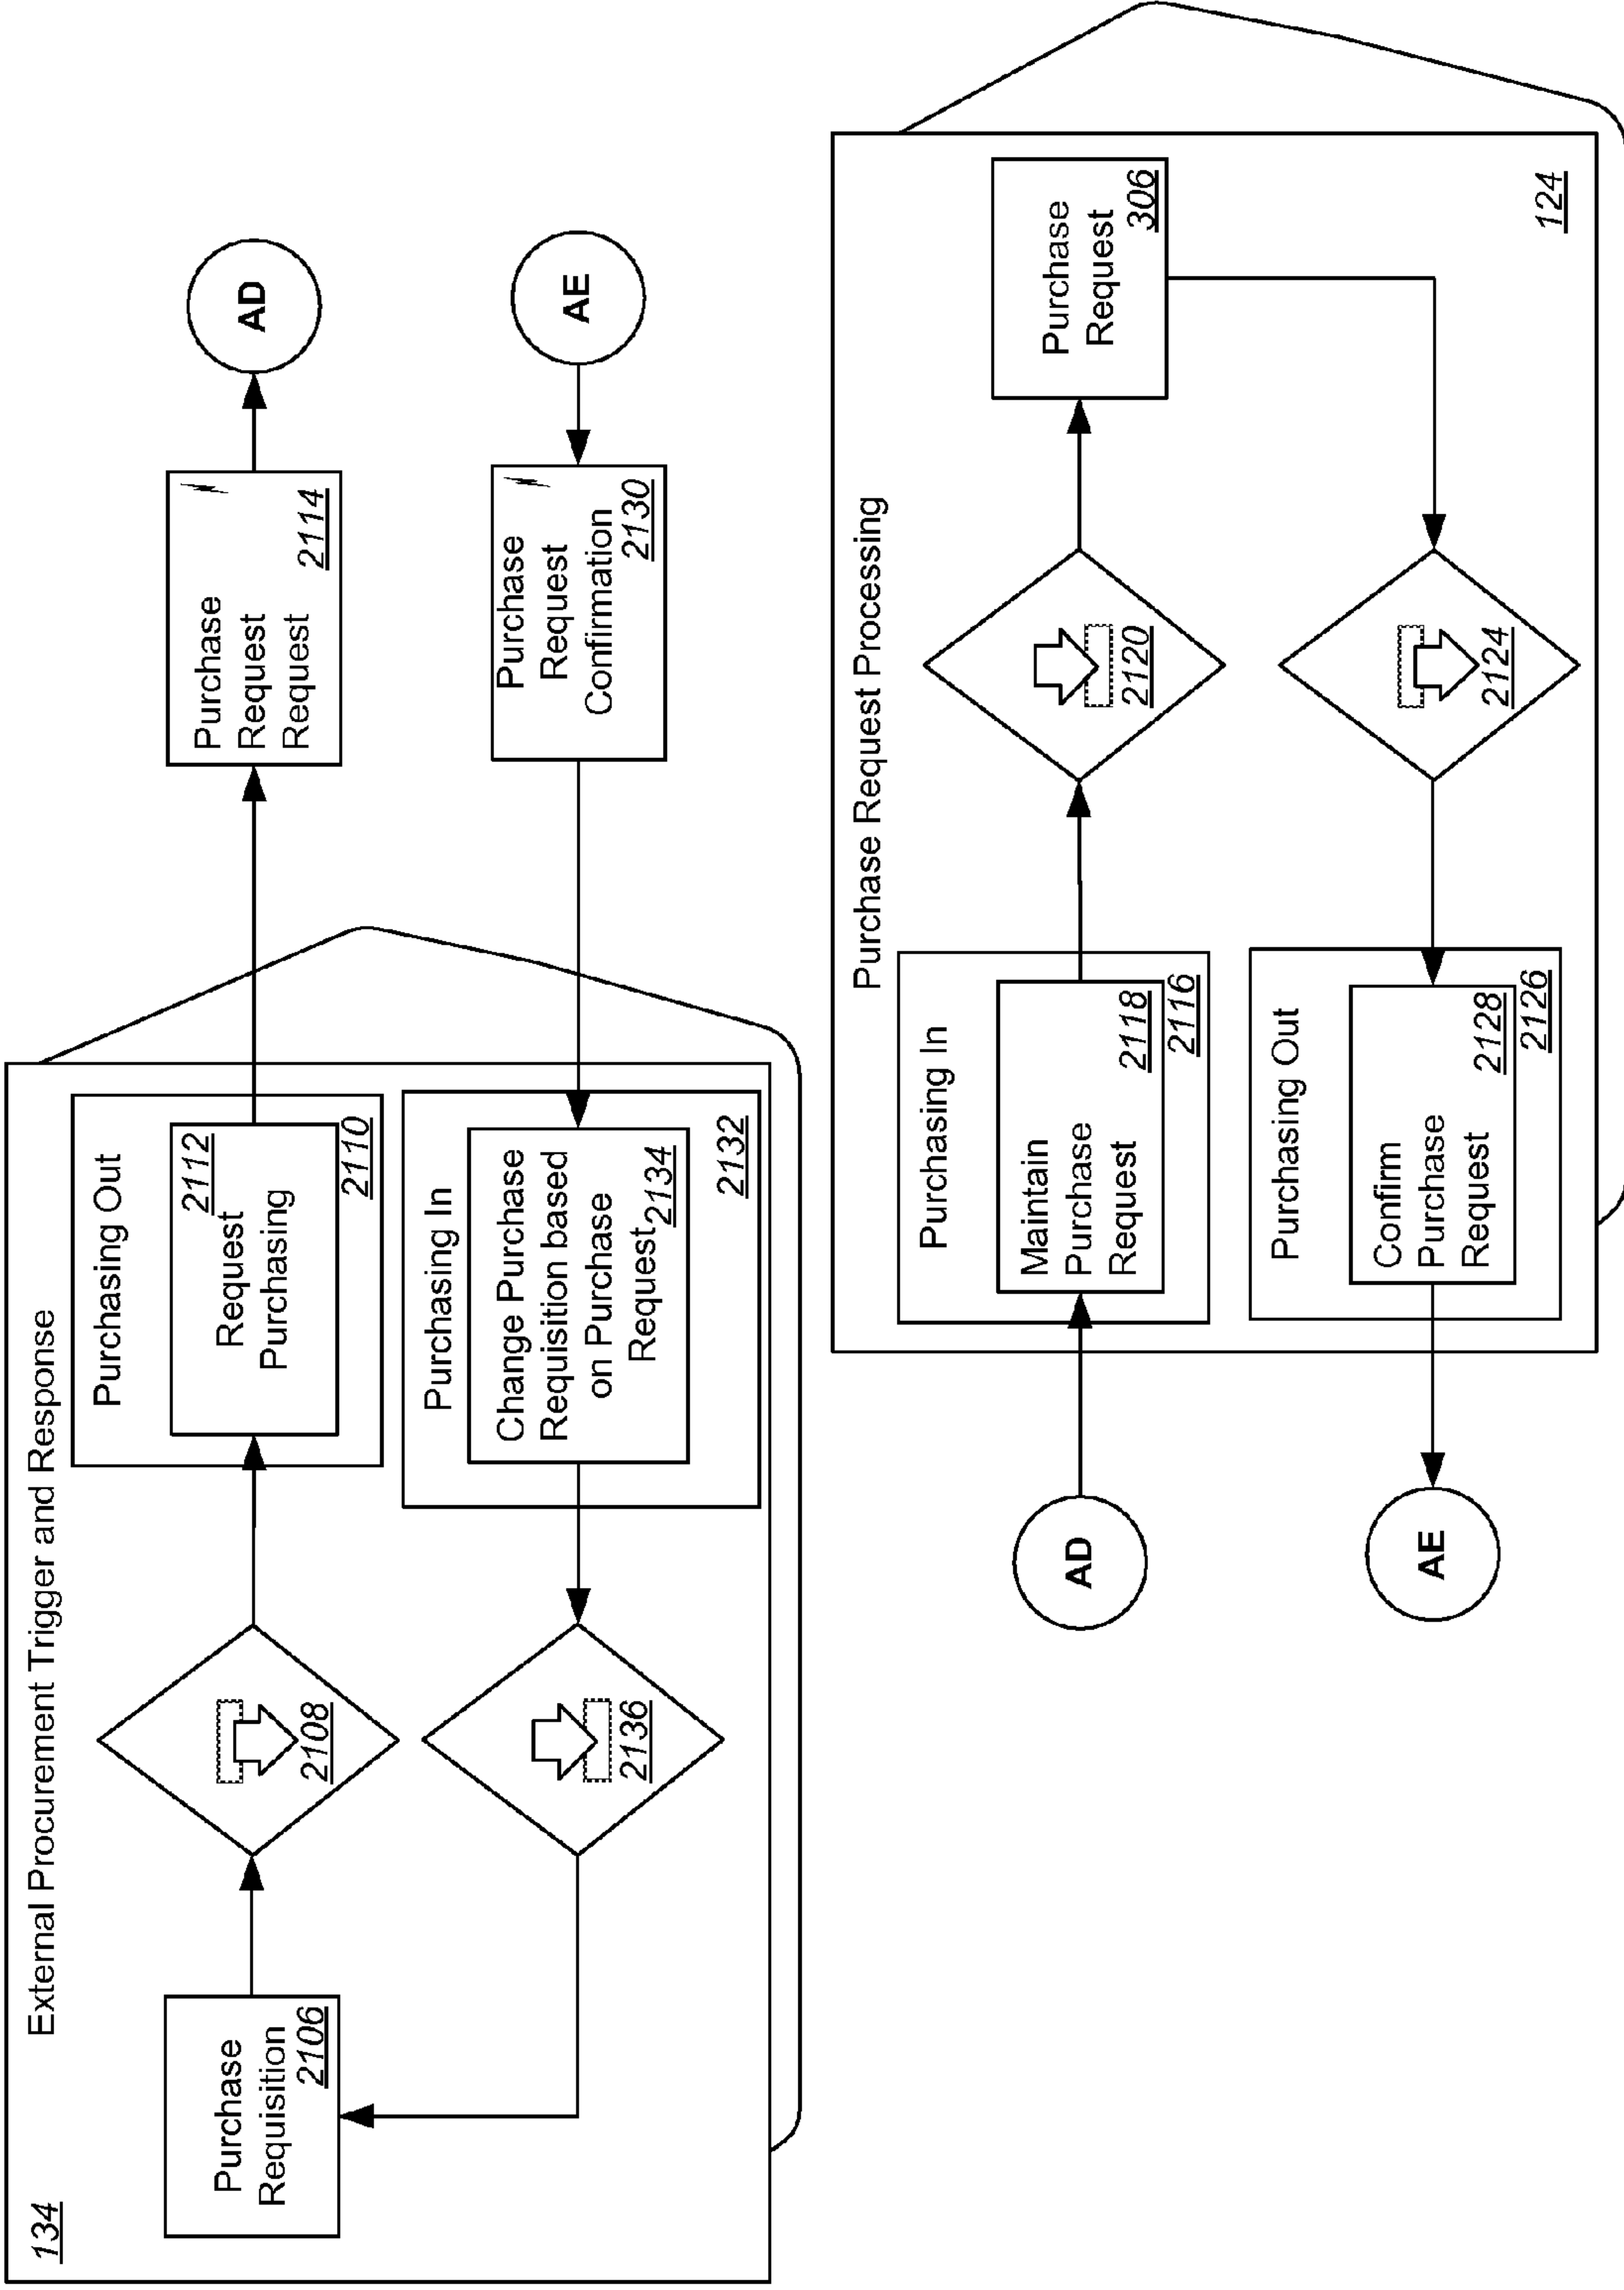 134
External Procurement Trigger and Response
Purchase
Requisition
2106
2108
Purchasing Out
2112
Request
Purchasing
2110
Purchase
Request
Request
2114
AD
2136
Purchasing In
Change Purchase
Requisition based
on Purchase
Request
2134
2132
Purchase
Request
Confirmation
2130
AE
Purchase Request Processing
AD
Purchasing In
Maintain
Purchase
Request
2118
2116
2120
Purchase
Request
306
AE
Purchasing Out
Confirm
Purchase
Request
2128
2126
2124
124